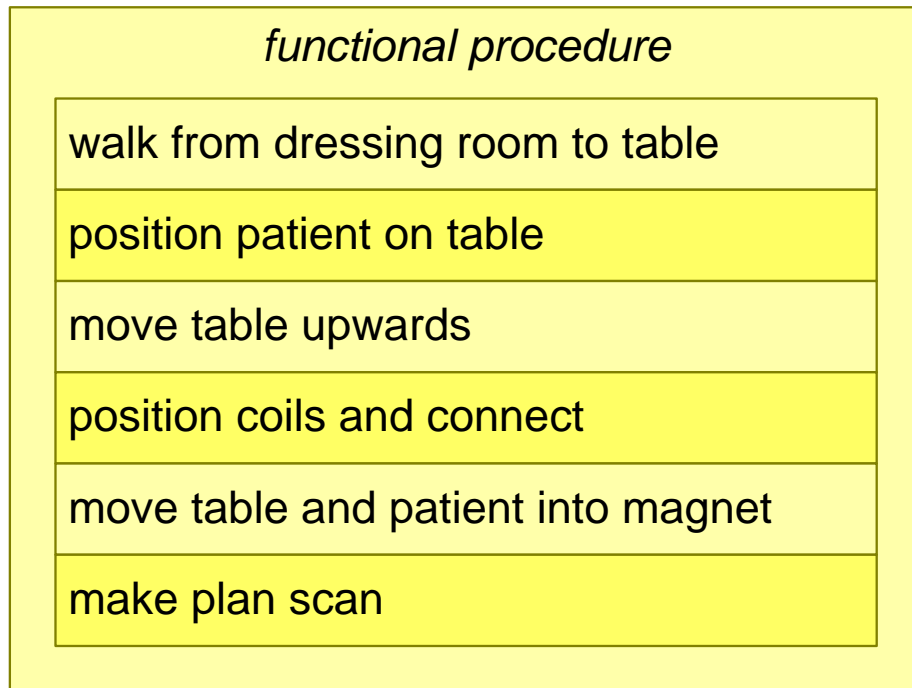 functional procedure
walk from dressing room to table
position patient on table
move table upwards
position coils and connect
move table and patient into magnet
make plan scan